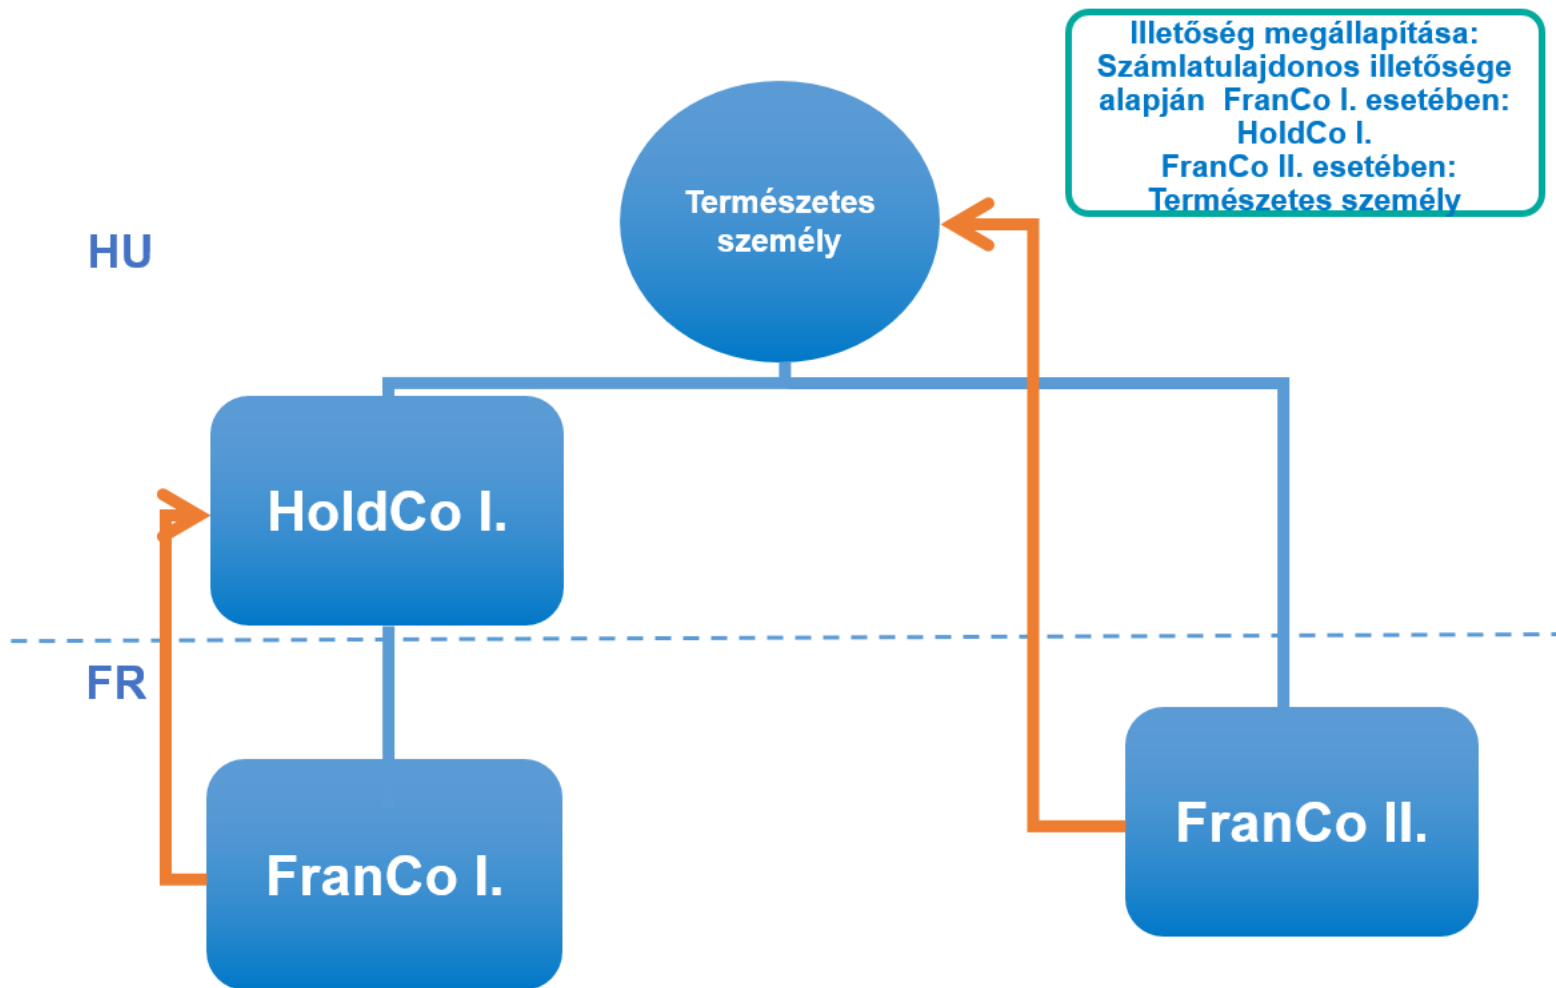 Illetőség megállapítása:
Számlatulajdonos illetősége
alapján  FranCo I. esetében:
HoldCo I.
FranCo II. esetében:
Természetes személy
Természetes
személy
HU
HoldCo I.
FR
FranCo II.
FranCo I.